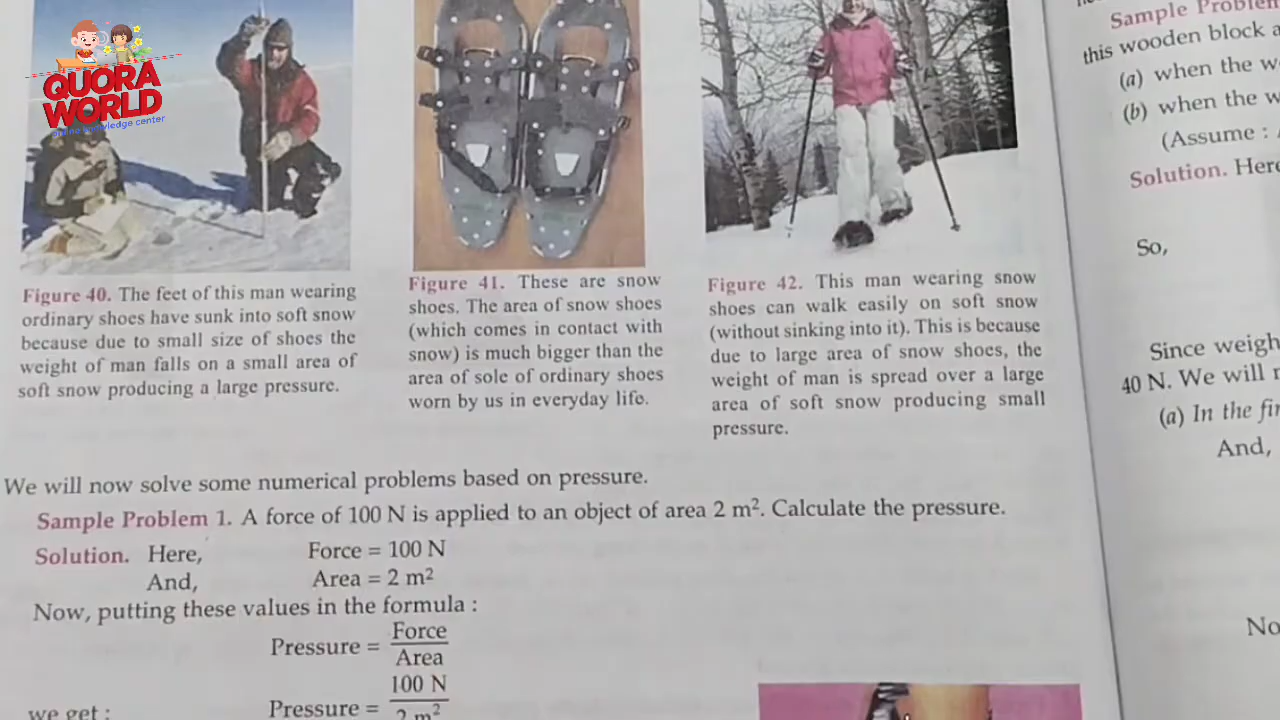 QUORA
WORLD
online knowledge center
Figure 40. The feet of this man wearing
ordinary shoes have sunk into soft snow
because due to small size of shoes the
weight of man falls on a small area of
soft snow producing a large pressure.
Figure 41. These are snow
shoes. The area of snow shoes
(which comes in contact with
snow) is much bigger than the
area of sole of ordinary shoes
worn by us in everyday life.
Figure 42. This man wearing snow
shoes can walk easily on soft snow
(without sinking into it). This is because
due to large area of snow shoes, the
weight of man is spread over a large
area of soft snow producing small
pressure.
We will now solve some numerical problems based on pressure.
Sample Problem 1. A force of 100 N is applied to an object of area 2 m². Calculate the pressure.
Solution. Here, Force = 100 N
And, Area = 2 m²
Now, putting these values in the formula :
Pressure = Force
Area
100 N
we get : Pressure = 2 m²
Sample Problem
this wooden block
(a) when the
(b) when the
(Assume :
Solution. Here
So,
Since
40 N. We will
(a) In the
And,